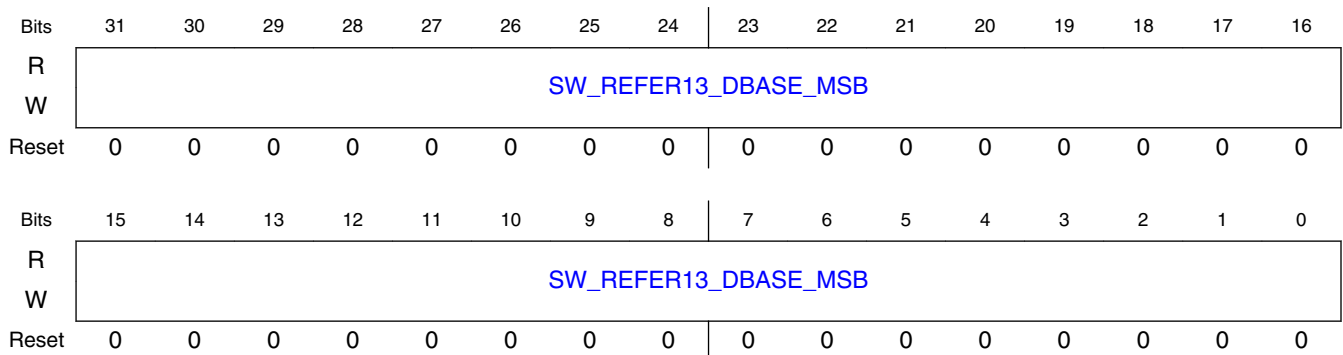 Bits 31 30 29 28 27 26 25 24 23 22 21 20 19 18 17 16
R
SW_REFER13_DBASE_MSB
W
Reset 0 0 0 0 0 0 0 0 0 0 0 0 0 0 0 0
Bits 15 14 13 12 11 10 9 8 7 6 5 4 3 2 1 0
R
SW_REFER13_DBASE_MSB
W
Reset 0 0 0 0 0 0 0 0 0 0 0 0 0 0 0 0